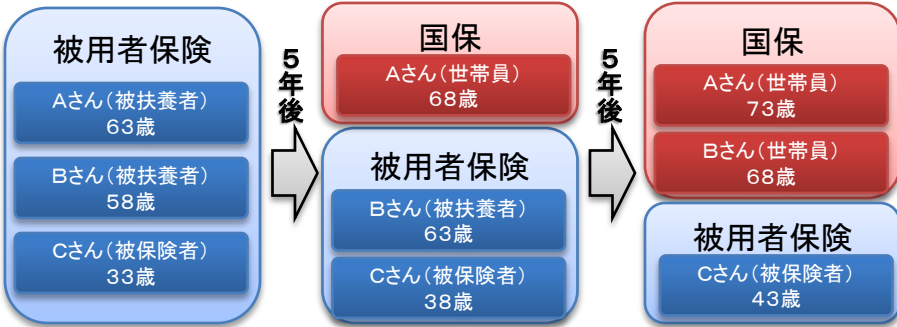 被用者保険
Aさん（被扶養者）
63歳
Bさん（被扶養者）
58歳
Cさん（被保険者）
33歳
5年後
国保
Aさん（世帯員）
68歳
被用者保険
Bさん（被扶養者）
63歳
Cさん（被保険者）
38歳
5年後
国保
Aさん（世帯員）
73歳
Bさん（世帯員）
68歳
被用者保険
Cさん（被保険者）
43歳